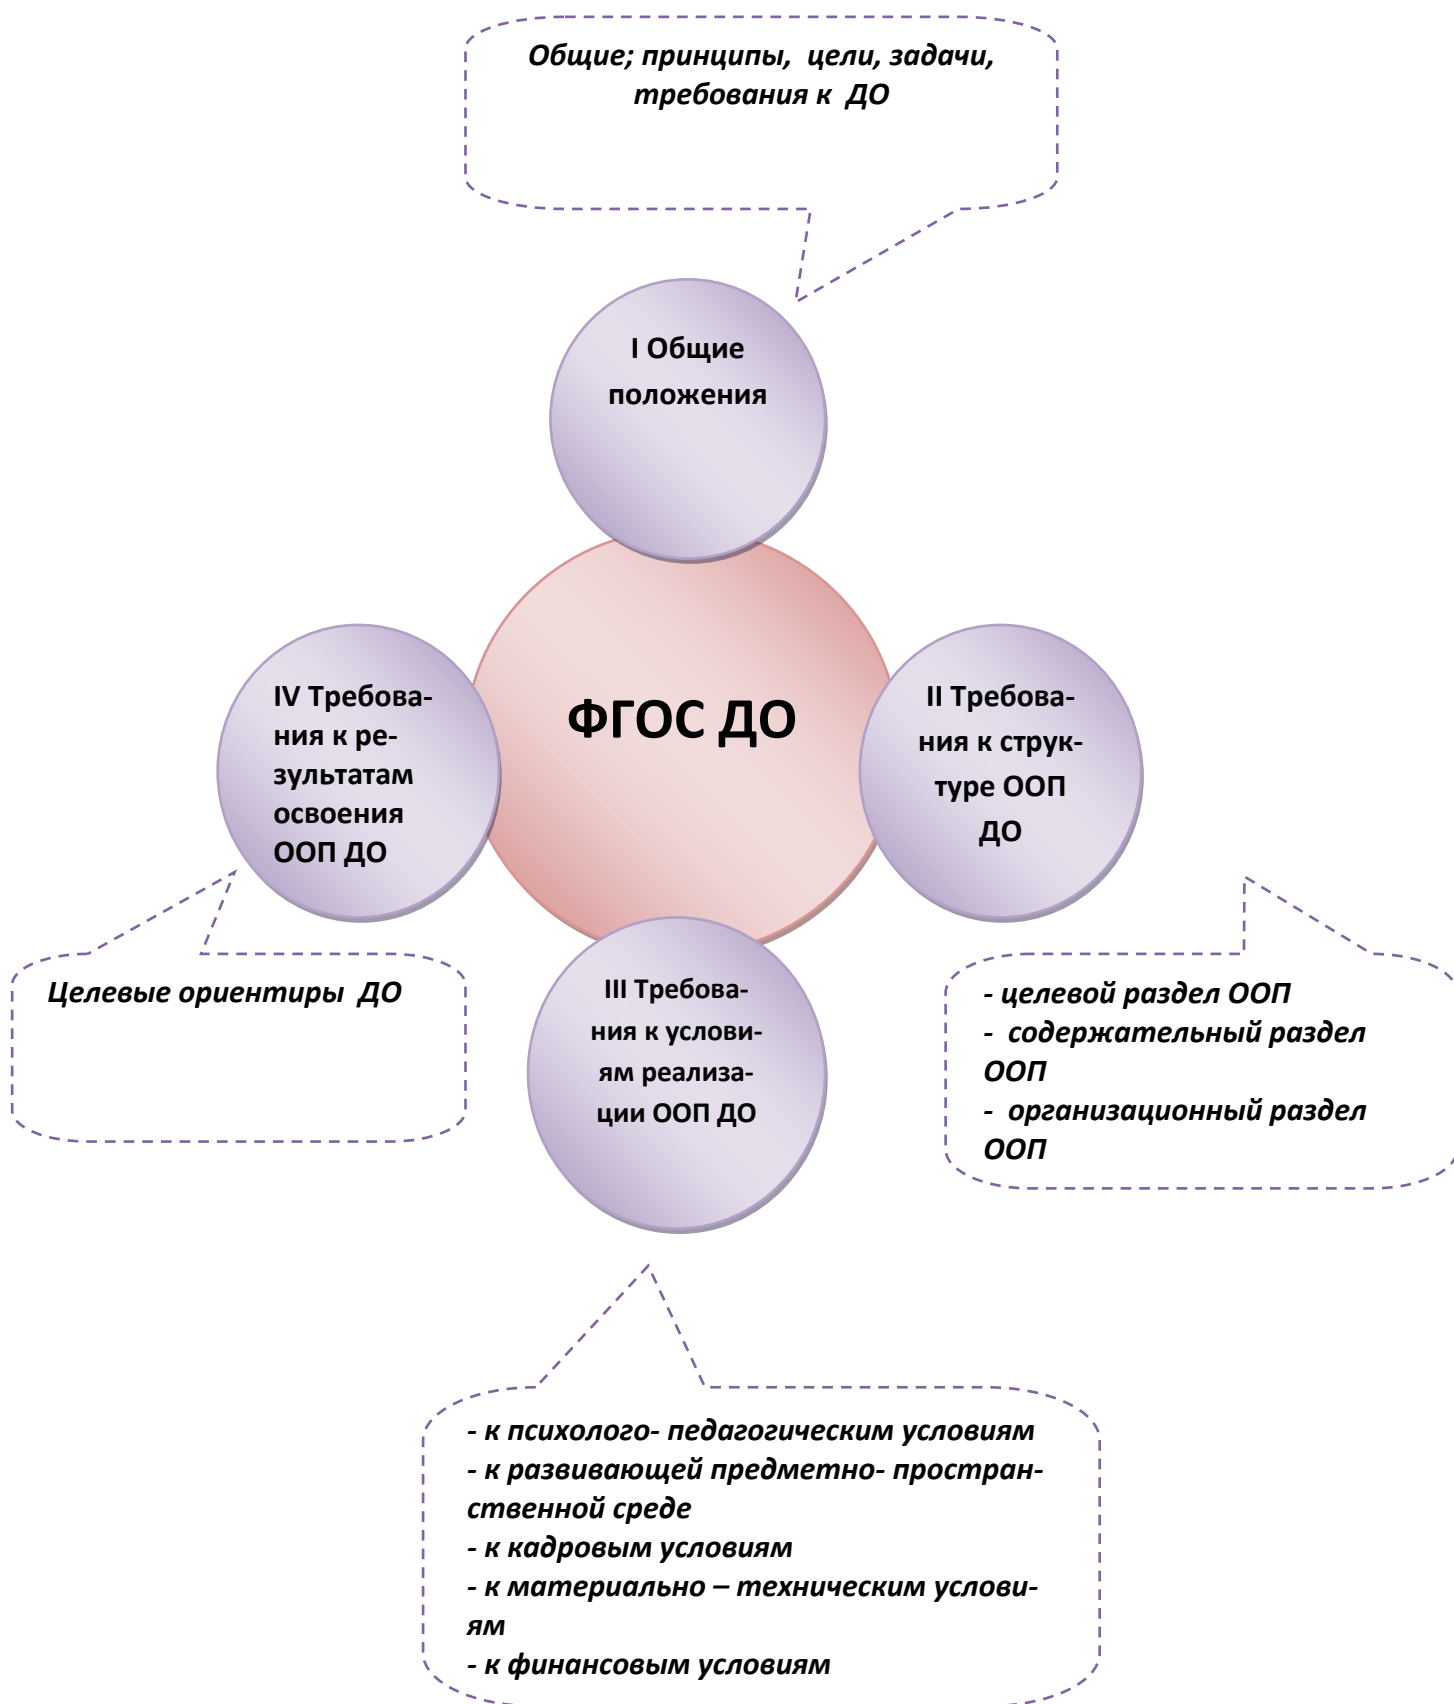 Общие; принципы, цели, задачи,
требования к ДО
I Общие
положения
ФГОС ДО
II Требова-
ния к струк-
туре ООП
ДО
- целевой раздел ООП
- содержательный раздел
ООП
- организационный раздел
ООП
III Требова-
ния к услови-
ям реализа-
ции ООП ДО
- к психолого- педагогическим условиям
- к развивающей предметно- простран-
ственной среде
- к кадровым условиям
- к материально – техническим услови-
ям
- к финансовым условиям
IV Требова-
ния к ре-
зультатам
освоения
ООП ДО
Целевые ориентиры ДО